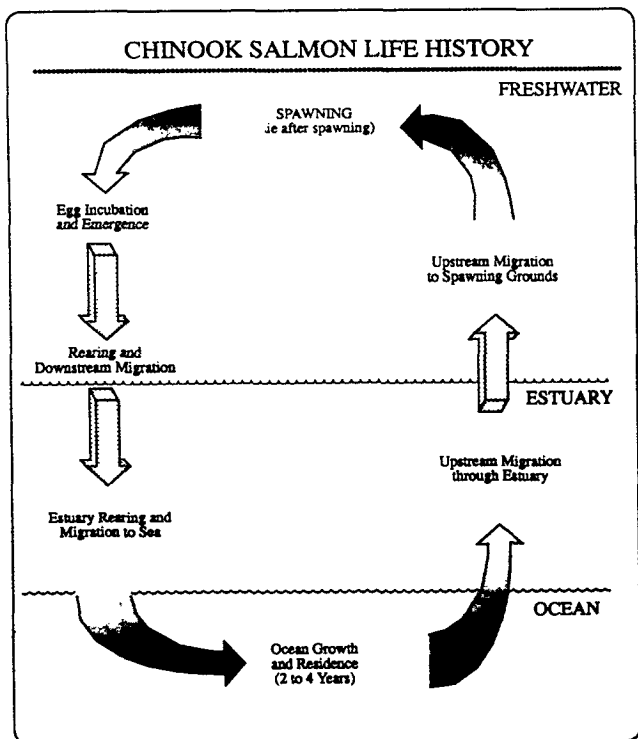 CHINOOK SALMON LIFE HISTORY
FRESHWATER
SPAWNING
.ie after spawning)
Egg Incubation
and Emergence
Upstream Migration
to Spawning Grounds
Rearing and
Downstream Migration
ESTUARY
Upstream Migration
through Estuary
Estuary Rearing and
Migration to Sea
OCEAN
Ocean Growth
and Residence
(2 to 4 Years)